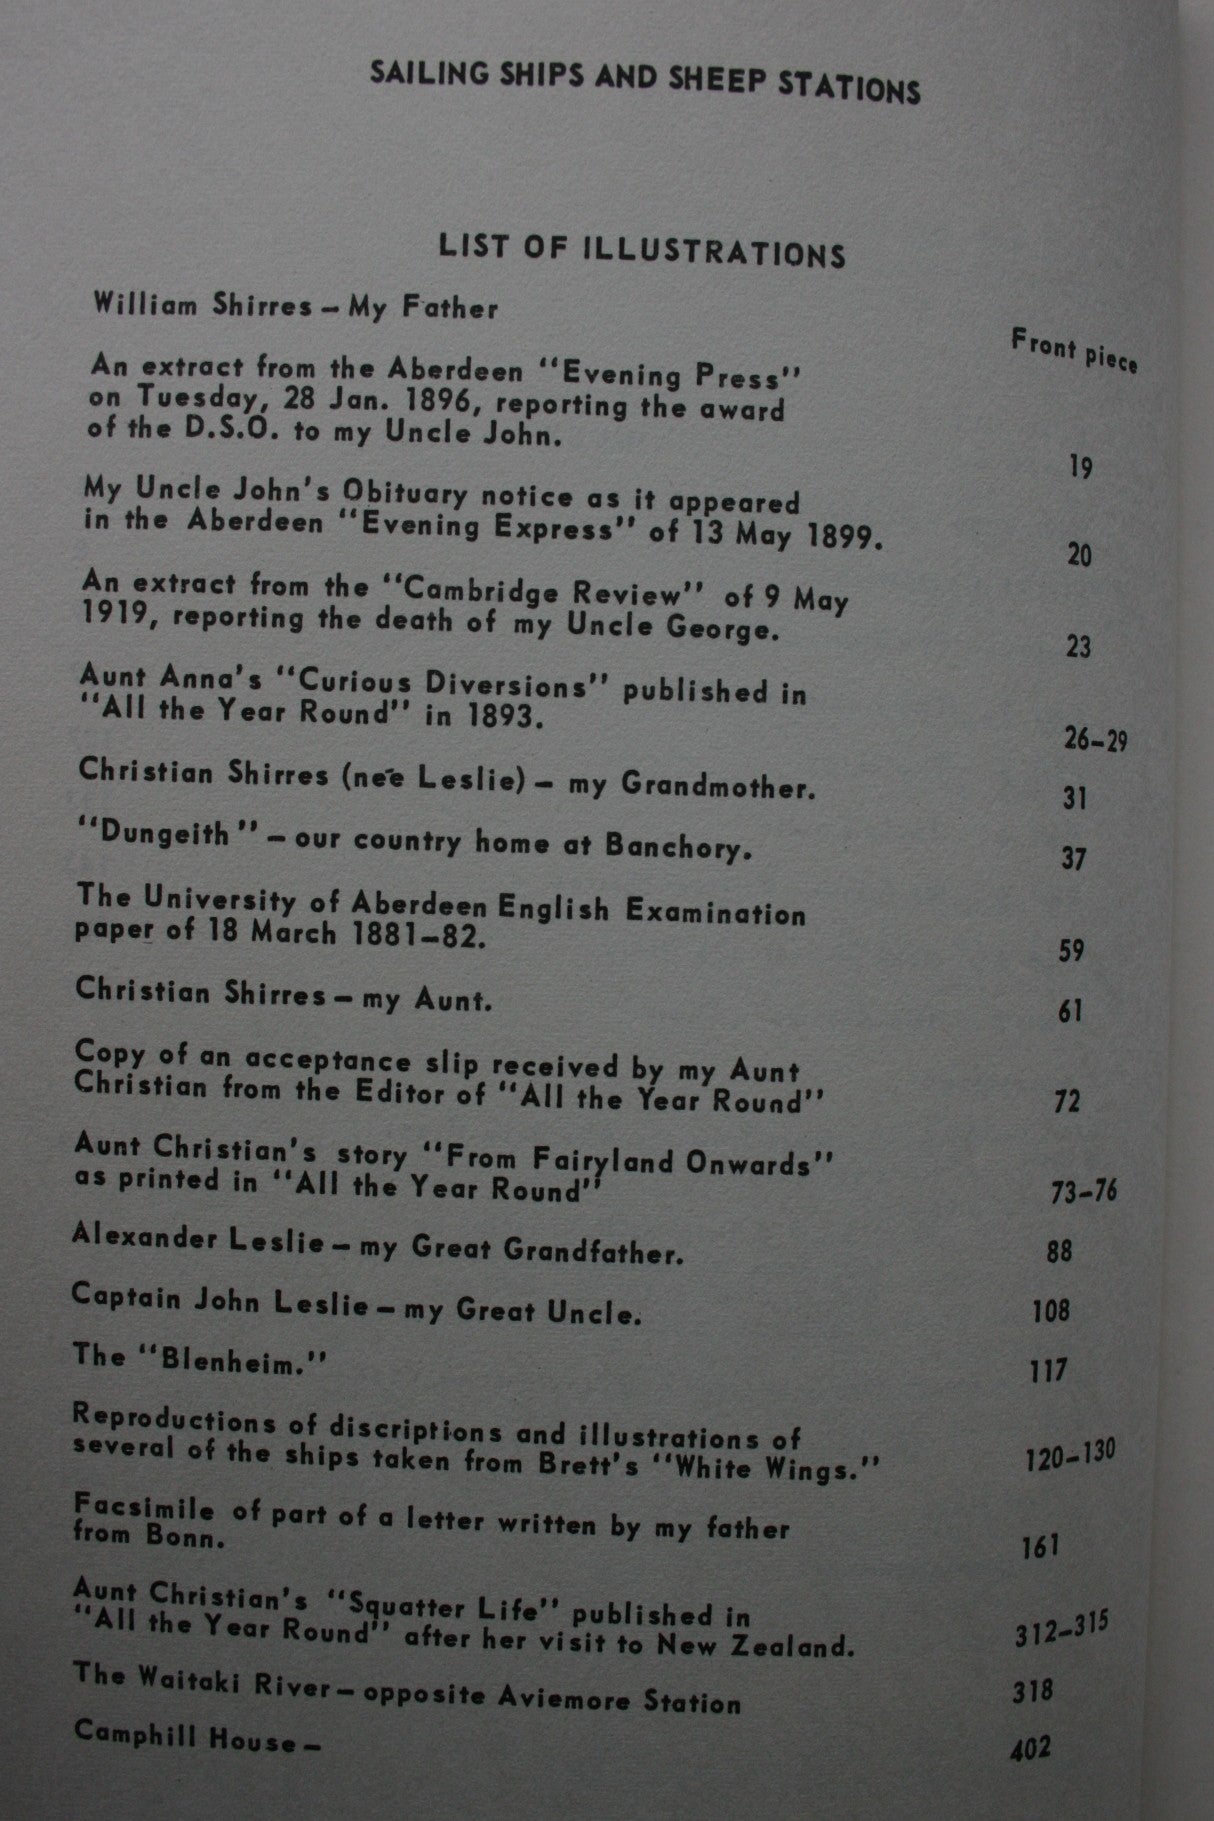 SAILING SHIPS AND SHEEP STATIONS
LIST OF ILLUSTRATIONS
William Shirres – My Father
Front piece
An extract from the Aberdeen "Evening Press"
on Tuesday, 28 Jan. 1896, reporting the award
of the D.S.O. to my Uncle John.
19
My Uncle John's Obituary notice as it appeared
in the Aberdeen "Evening Express" of 13 May 1899.
20
An extract from the "Cambridge Review" of 9 May
1919, reporting the death of my Uncle George.
23
Aunt Anna's "Curious Diversions" published in
"All the Year Round" in 1893.
26–29
Christian Shirres (neē Leslie) – my Grandmother.
31
"Dungeith" – our country home at Banchory.
37
The University of Aberdeen English Examination
paper of 18 March 1881–82.
59
Christian Shirres – my Aunt.
61
Copy of an acceptance slip received by my Aunt
Christian from the Editor of "All the Year Round"
72
Aunt Christian's story "From Fairyland Onwards"
as printed in "All the Year Round"
73–76
Alexander Leslie – my Great Grandfather.
88
Captain John Leslie – my Great Uncle.
108
The "Blenheim."
117
Reproductions of discriptions and illustrations of
several of the ships taken from Brett's "White Wings."
120–130
Facsimile of part of a letter written by my father
from Bonn.
161
Aunt Christian's "Squatter Life" published in
"All the Year Round" after her visit to New Zealand.
312–315
The Waitaki River – opposite Aviemore Station
318
Camphill House –
402